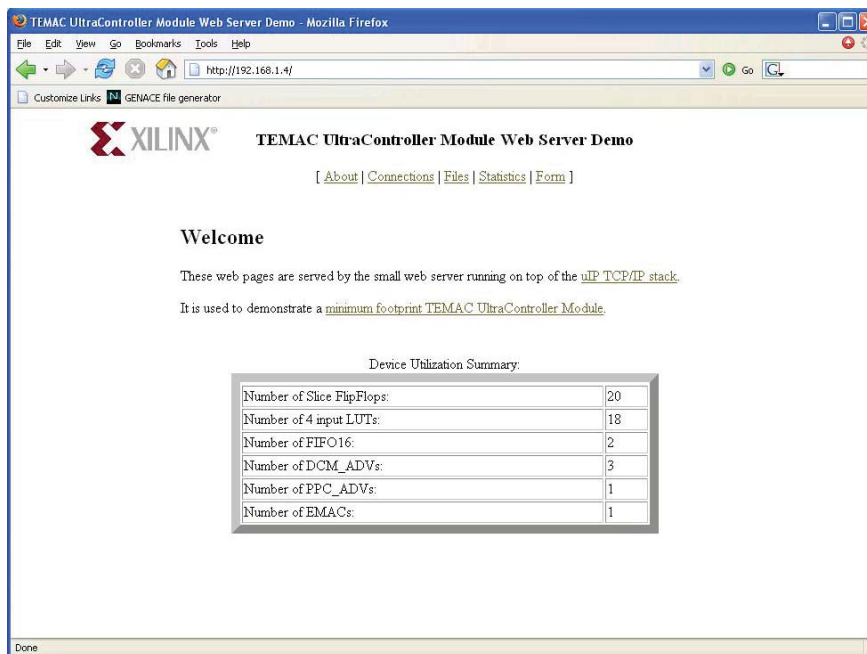 TEMAC UltraController Module Web Server Demo - Mozilla Firefox
File Edit View Go Bookmarks Tools Help
http://192.168.1.4/ Go G
Customize Links N GENACE file generator
XILINX® TEMAC UltraController Module Web Server Demo
[ About | Connections | Files | Statistics | Form ]
Welcome
These web pages are served by the small web server running on top of the uIP TCP/IP stack.
It is used to demonstrate a minimum footprint TEMAC UltraController Module.
Device Utilization Summary:
Number of Slice FlipFlops: 20
Number of 4 input LUTs: 18
Number of FIFO16: 2
Number of DCM_ADVs: 3
Number of PPC_ADVs: 1
Number of EMACs: 1
Done